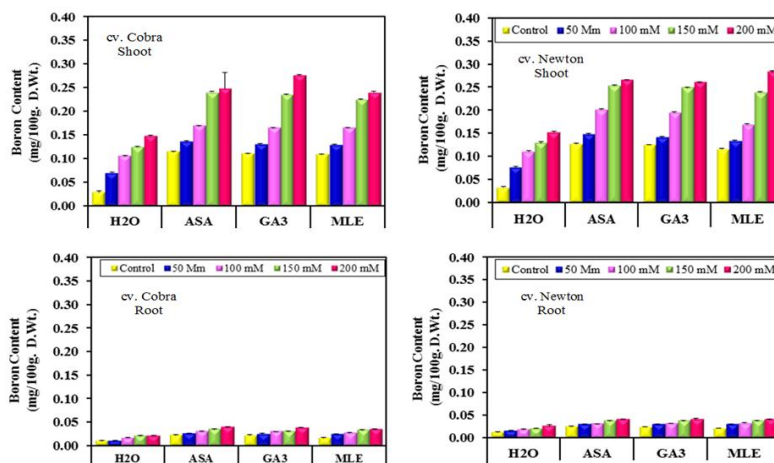 0.40
0.35
0.30
0.25
0.20
0.15
0.10
0.05
0.00
Boron Content
(mg/100g. D.Wt.)
cv. Cobra
Shoot
H2O ASA GA3 MLE
0.40
0.35
0.30
0.25
0.20
0.15
0.10
0.05
0.00
Boron Content
(mg/100g. D.Wt.)
Control 50 Mm 100 mM 150 mM 200 mM
cv. Newton
Shoot
H2O ASA GA3 MLE
0.40
0.35
0.30
0.25
0.20
0.15
0.10
0.05
0.00
Boron Content
(mg/100g. D.Wt.)
Control 50 Mm 100 mM 150 mM 200 mM
cv. Cobra
Root
H2O ASA GA3 MLE
0.40
0.35
0.30
0.25
0.20
0.15
0.10
0.05
0.00
Boron Content
(mg/100g. D.Wt.)
Control 50 Mm 100 mM 150 mM 200 mM
cv. Newton
Root
H2O ASA GA3 MLE